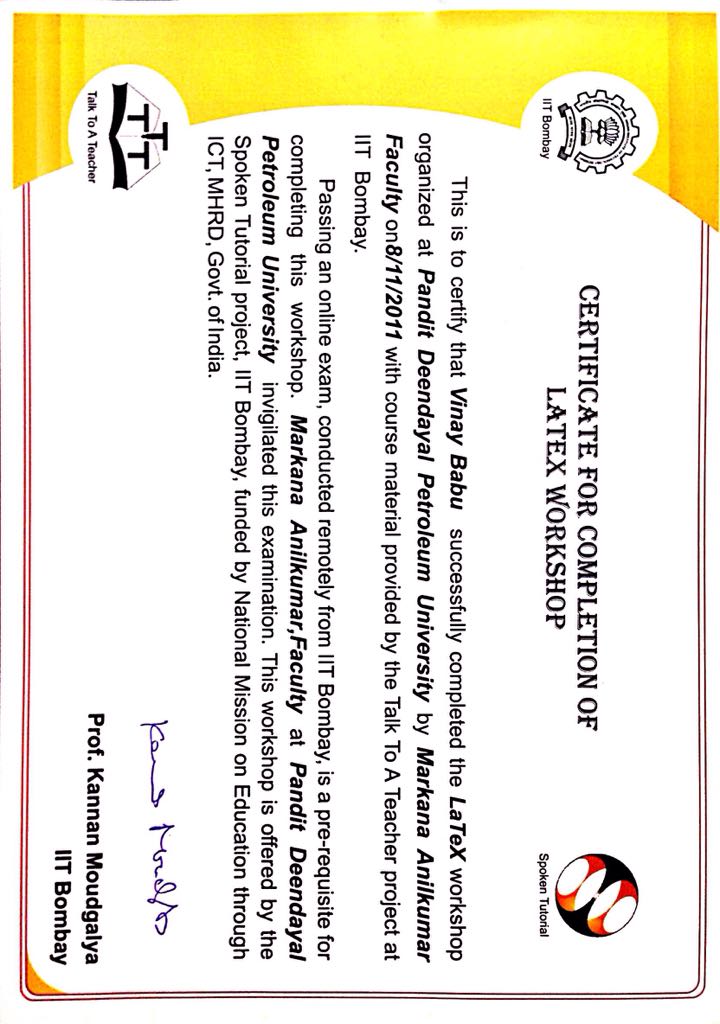 IIT Bombay
CERTIFICATE FOR COMPLETION OF
LATEX WORKSHOP
Spoken Tutorial
This is to certify that Vinay Babu successfully completed the LaTeX workshop
organized at Pandit Deendayal Petroleum University by Markana Anilkumar
Faculty on8/11/2011 with course material provided by the Talk To A Teacher project at
IIT Bombay.
Passing an online exam, conducted remotely from IIT Bombay, is a pre-requisite for
completing this workshop. Markana Anilkumar,Faculty at Pandit Deendayal
Petroleum University invigilated this examination. This workshop is offered by the
Spoken Tutorial project, IIT Bombay, funded by National Mission on Education through
ICT, MHRD, Govt. of India.
T
T T
Talk To A Teacher
Prof. Kannan Moudgalya
IIT Bombay